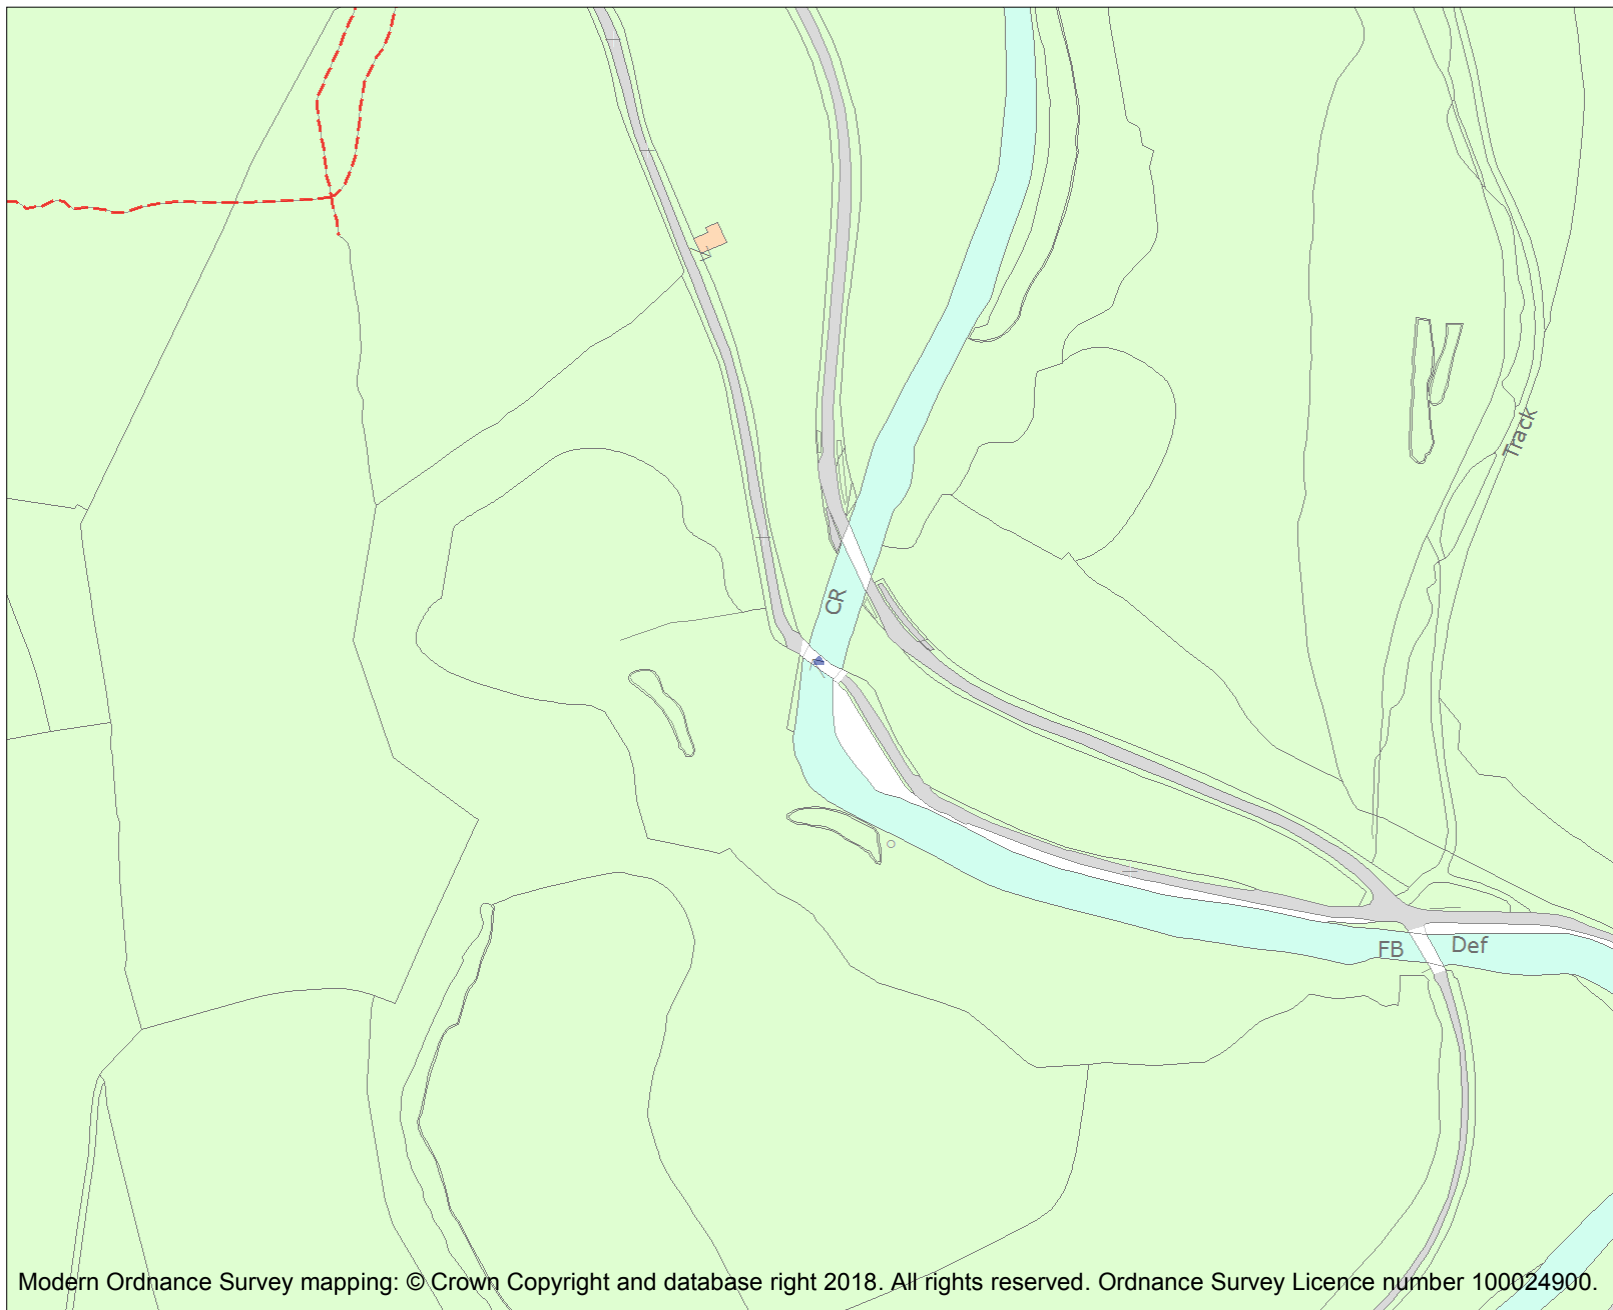 Track
CR
FB
Def
Modern Ordnance Survey mapping: © Crown Copyright and database right 2018. All rights reserved. Ordnance Survey Licence number 100024900.